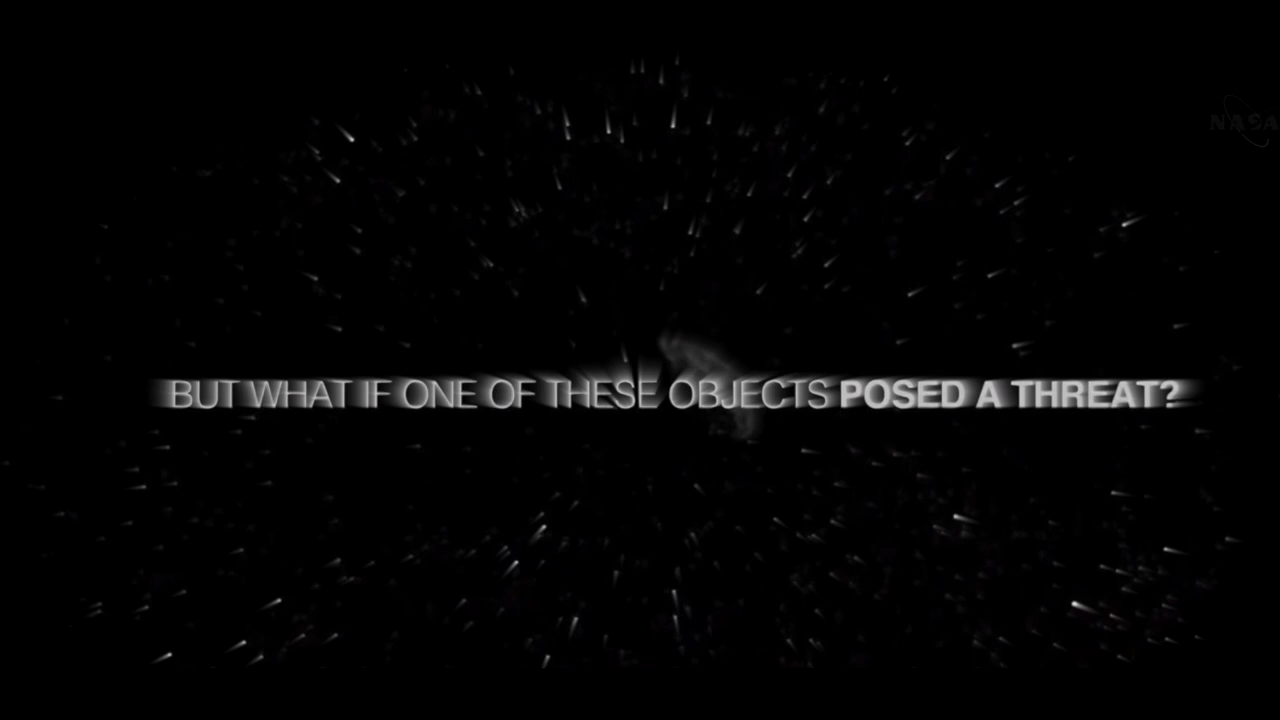 NASA
BUT WHAT IF ONE OF THESE OBJECTS POSED A THREAT?